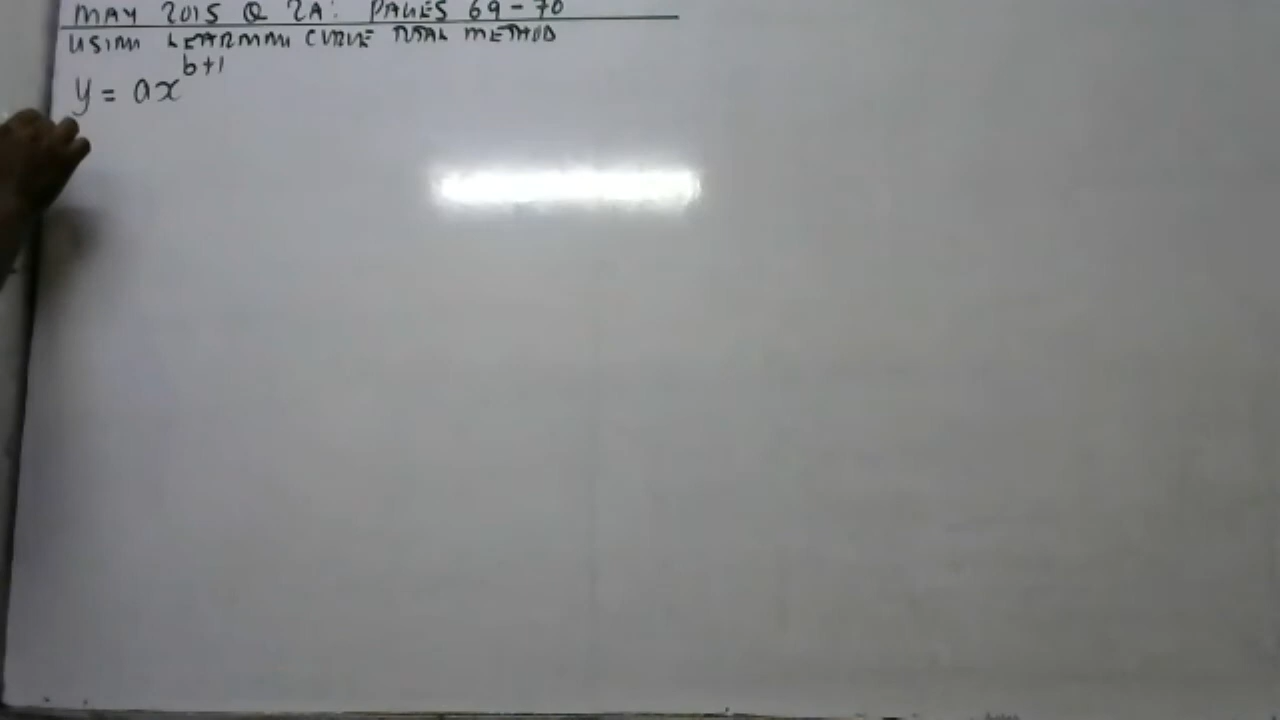 MAY 2015 Q 2A: PAGES 69-70
USING LEARNING CURVE TOTAL METHOD
y = ax^{b+1}